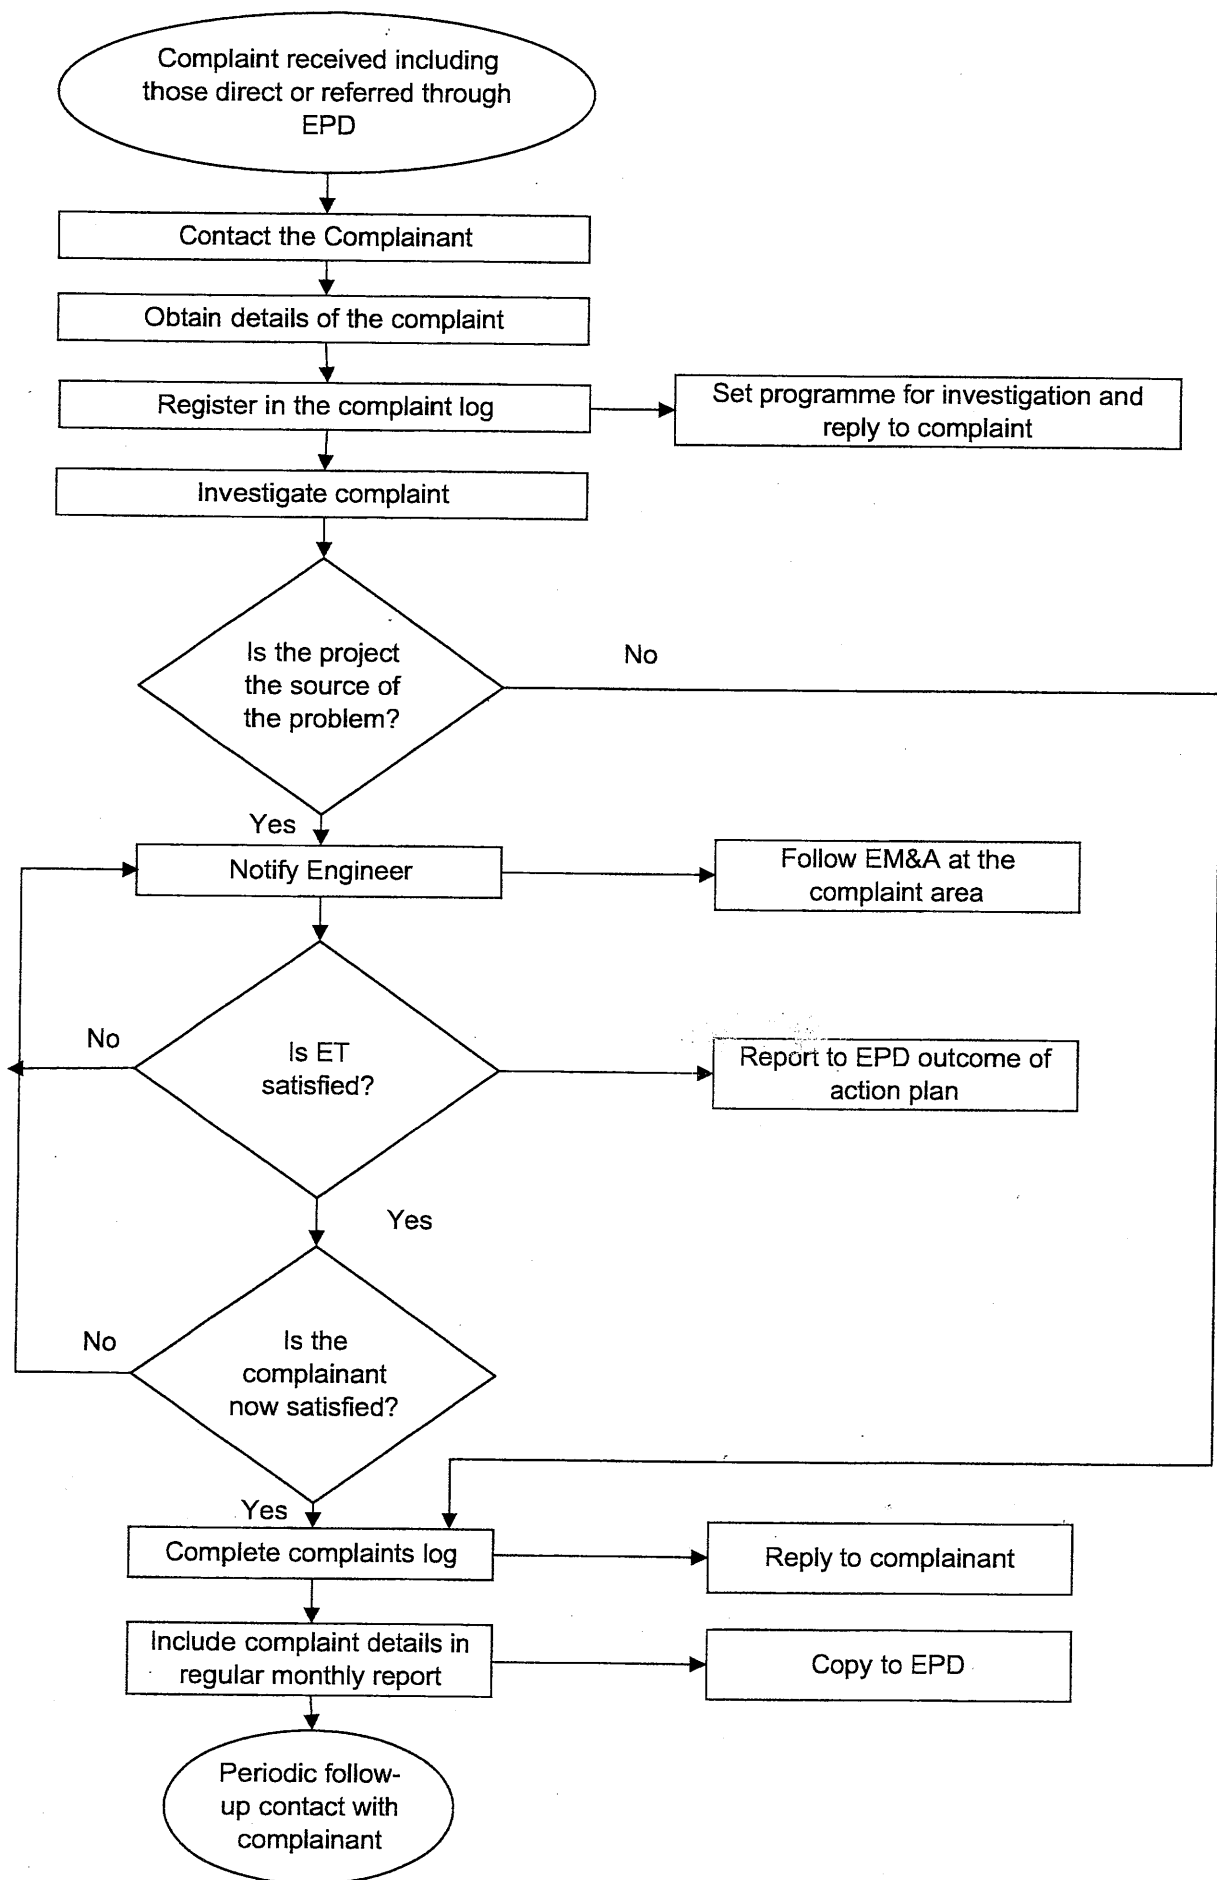 Complaint received including
those direct or referred through
EPD
Contact the Complainant
Obtain details of the complaint
Register in the complaint log
Set programme for investigation and
reply to complaint
Investigate complaint
Is the project
the source of
the problem?
No
Yes
Notify Engineer
Follow EM&A at the
complaint area
No
Is ET
satisfied?
Report to EPD outcome of
action plan
Yes
No
Is the
complainant
now satisfied?
Yes
Complete complaints log
Reply to complainant
Include complaint details in
regular monthly report
Copy to EPD
Periodic follow-
up contact with
complainant